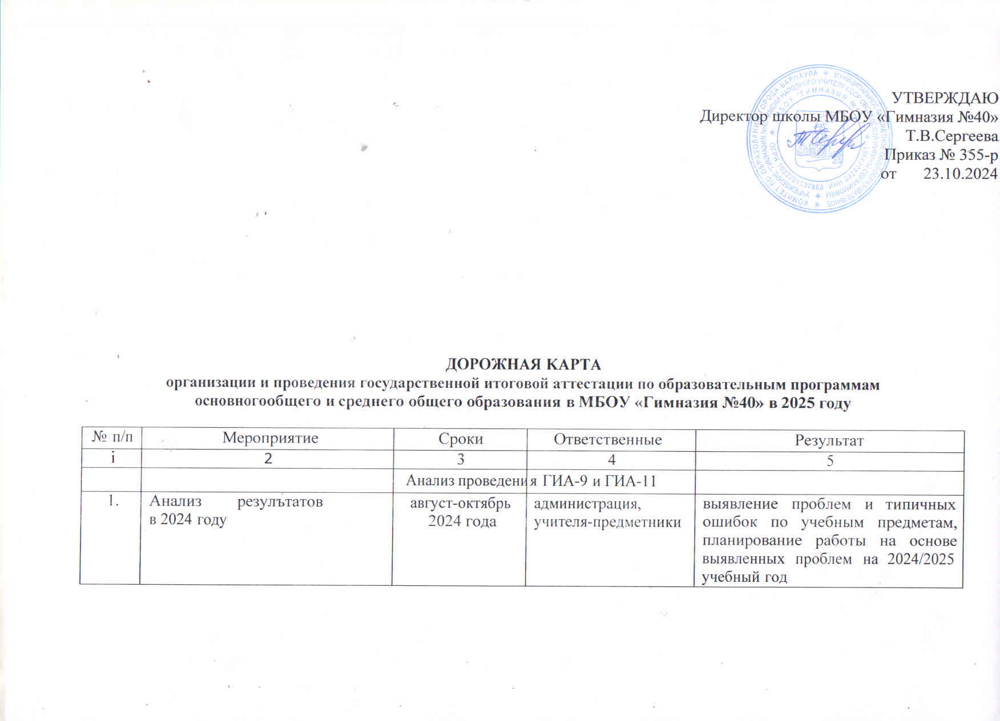 УТВЕРЖДАЮ
Директор школы МБОУ «Гимназия №40»
Т.В.Сергеева
Приказ № 355-р
от 23.10.2024
ДОРОЖНАЯ КАРТА
организации и проведения государственной итоговой аттестации по образовательным программам
основногообщего и среднего общего образования в МБОУ «Гимназия №40» в 2025 году
№ п/п Мероприятие Сроки Ответственные Результат
i 2 3 4 5
Анализ проведения ГИА-9 и ГИА-11
1. Анализ резулътатов август-октябрь администрация, выявление проблем и типичных
в 2024 году 2024 года учителя-предметники ошибок по учебным предметам,
планирование работы на основе
выявленных проблем на 2024/2025
учебный год